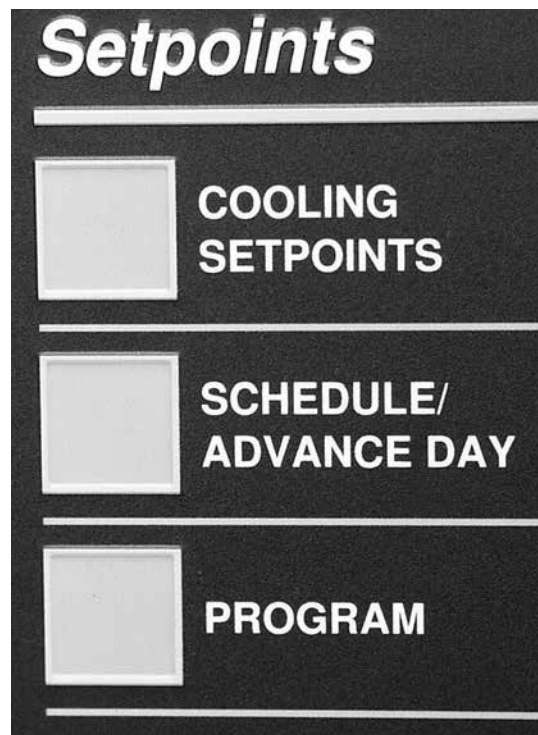 Setpoints
COOLING
SETPOINTS
SCHEDULE/
ADVANCE DAY
PROGRAM